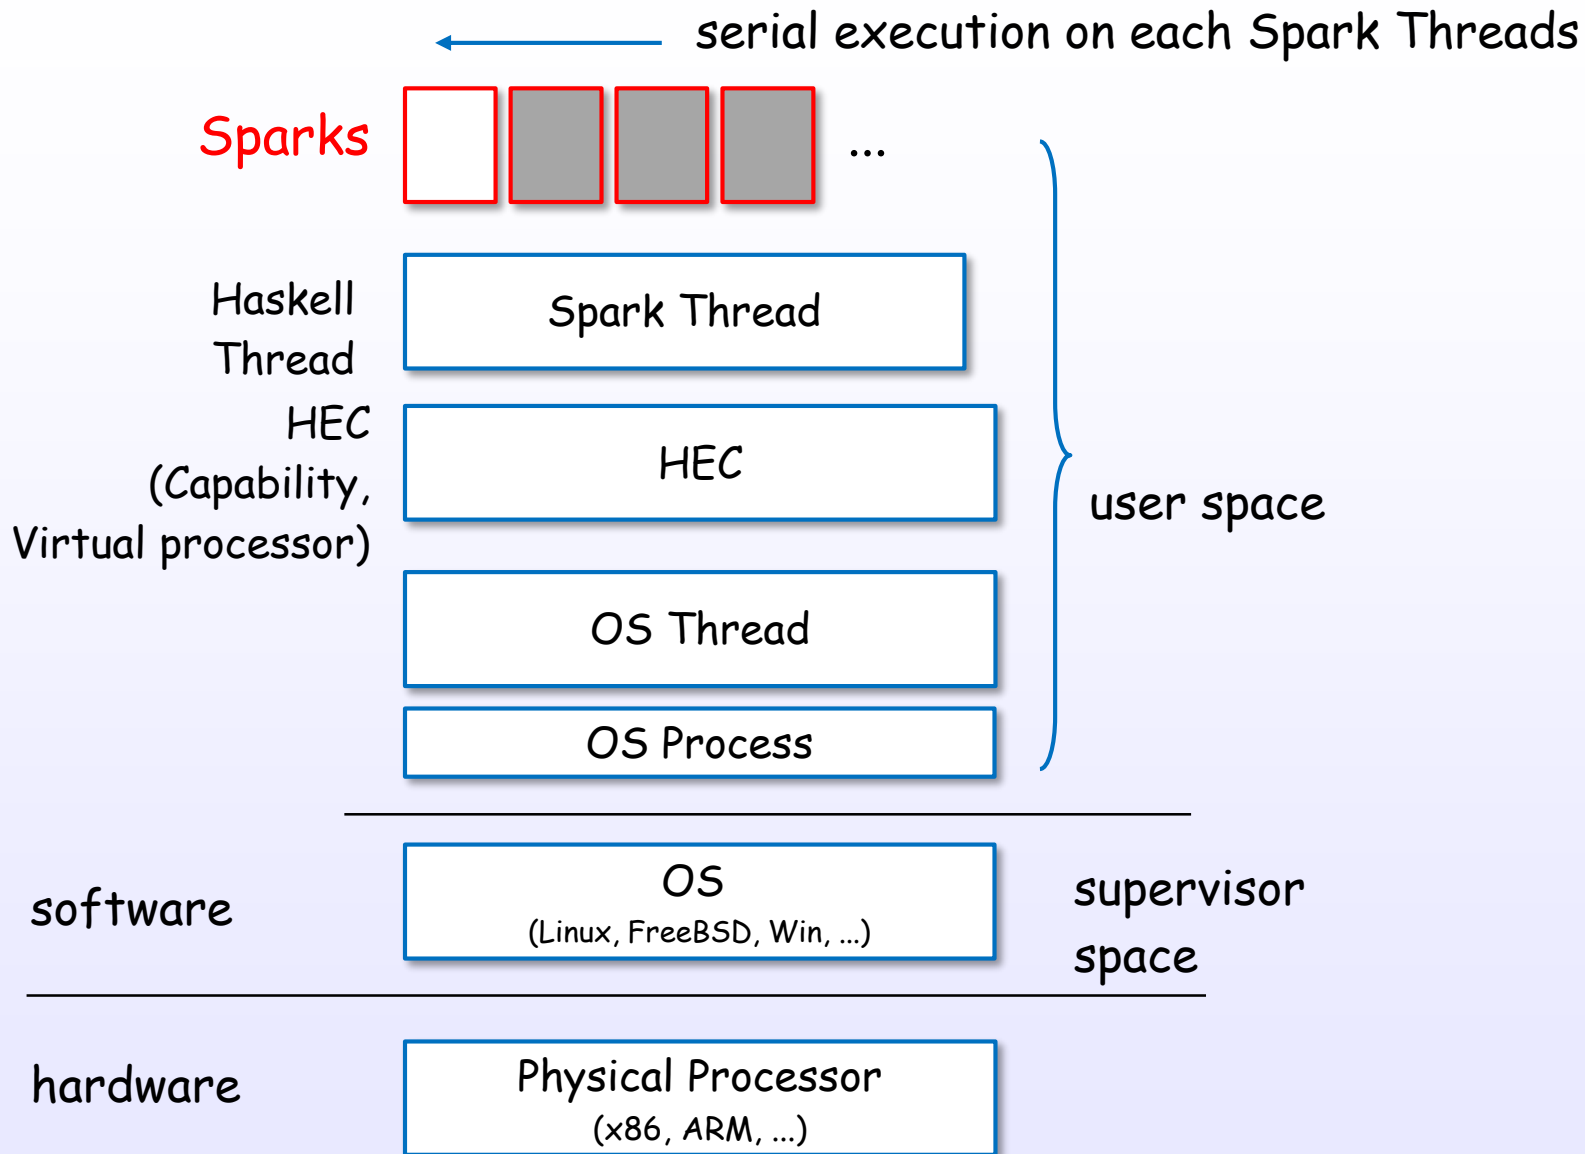 serial execution on each Spark Threads
Sparks
...
Haskell
Thread
Spark Thread
HEC
(Capability,
Virtual processor)
HEC
user space
OS Thread
OS Process
software
OS
(Linux, FreeBSD, Win, ...)
supervisor
space
hardware
Physical Processor
(x86, ARM, ...)